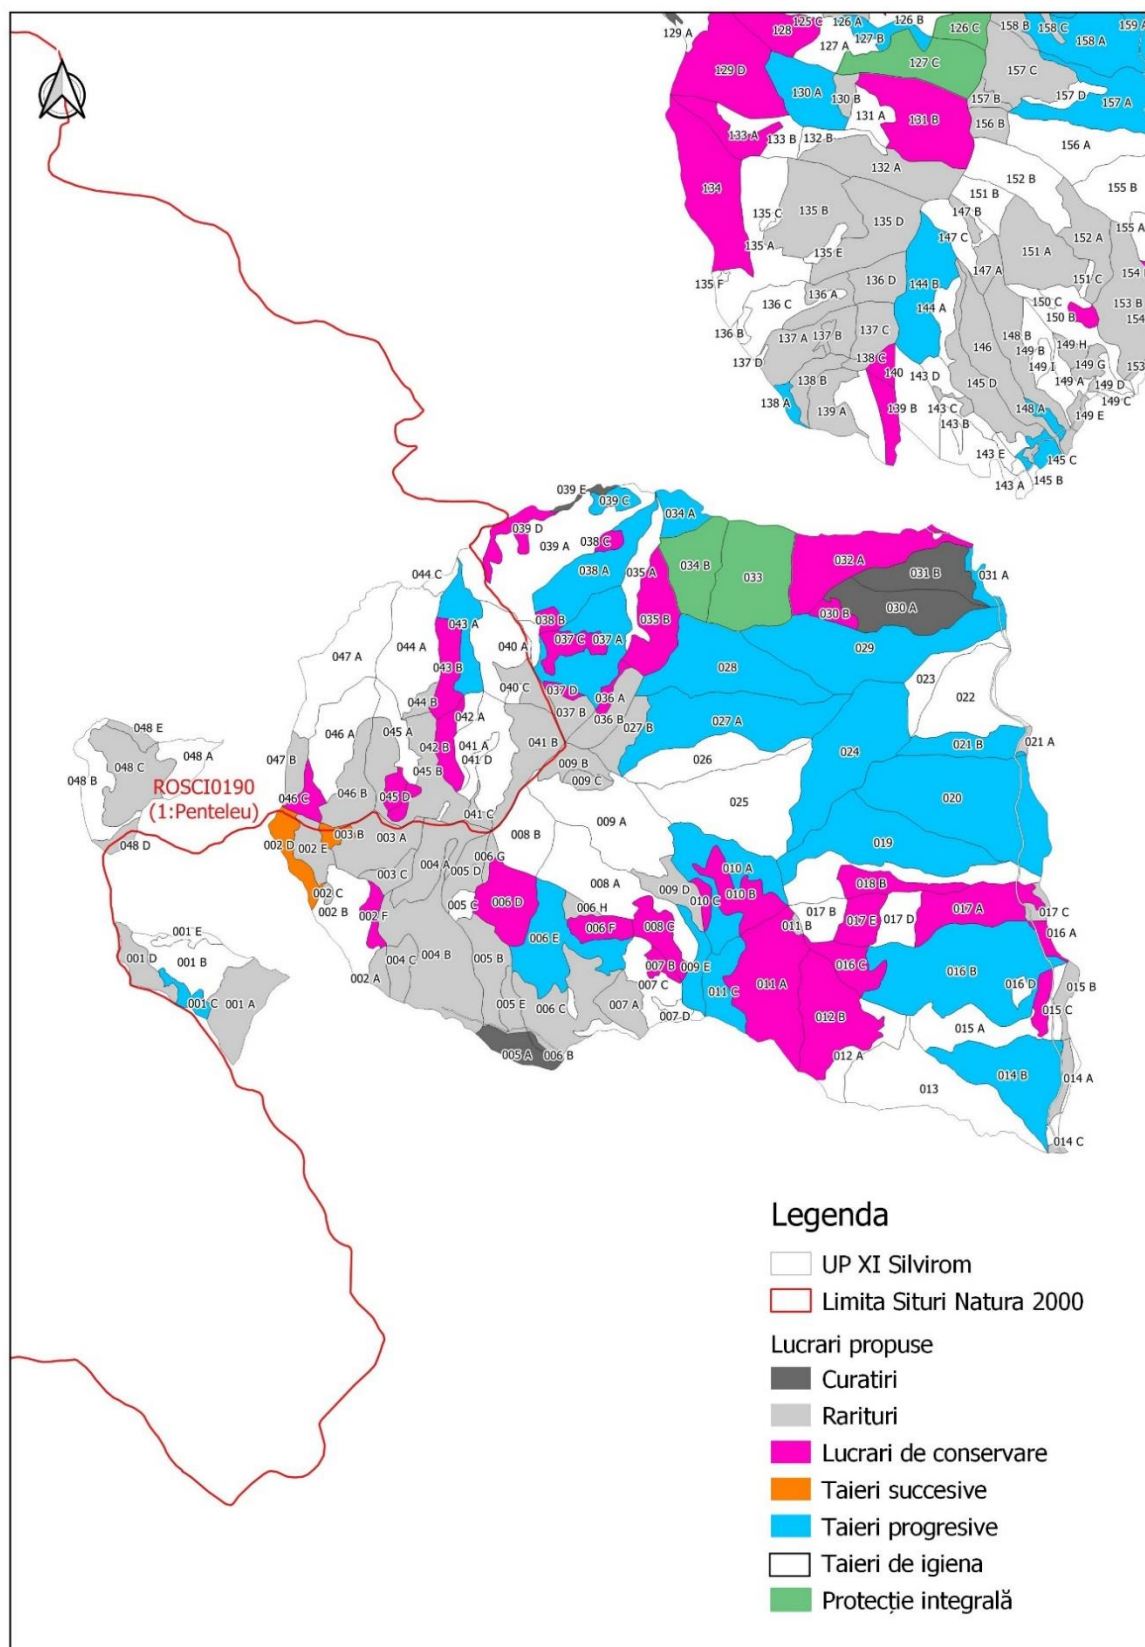 125 C
126 A
126 B
126 C
158 B
158 C
159 A
129 A
128
127 A
127 B
158 A
127 C
157 C
129 D
130 A
130 B
157 D
157 B
157 A
131 A
131 B
156 B
133 A
133 B
132 B
156 A
132 A
152 B
134
151 B
155 B
135 C
135 B
135 D
147 B
155 A
147 C
152 A
135 A
135 E
151 A
147 A
151 C
154
135 F
136 D
144 B
136 C
136 A
150 C
153 B
144 A
150 B
154
136 B
137 A
137 B
137 C
148 B
149 H
146
149 B
137 D
138 C
149 I
149 G
153
138 B
140
143 D
145 D
149 A
149 D
138 A
139 A
139 B
143 C
148 A
149 C
149 E
143 B
143 E
145 C
143 A
145 B
039 E
039 C
034 A
039 D
038 C
039 A
034 B
033
032 A
031 B
038 A
035 A
031 A
044 C
030 A
038 B
035 B
030 B
043 A
037 C
037 A
040 A
029
047 A
044 A
043 B
028
023
040 C
037 D
036 A
022
044 B
037 B
036 B
027 B
027 A
042 A
048 E
046 A
045 A
041 A
041 B
021 B
021 A
048 A
047 B
042 B
024
048 C
041 D
009 B
026
048 B
045 B
009 C
ROSCI0190
(1:Penteleu)
046 C
046 B
045 D
020
025
041 C
009 A
002 D
003 B
003 A
008 B
048 D
002 E
019
006 G
004 A
005 D
010 A
003 C
008 A
009 D
018 B
002 C
005 C
006 D
010 B
010 C
017 A
002 B
002 F
006 H
017 B
017 E
017 D
017 C
006 F
008 C
011 B
001 E
006 E
016 A
001 D
001 B
004 C
004 B
005 B
007 B
009 E
016 C
016 B
002 A
007 C
011 A
016 D
015 B
001 C
001 A
011 C
005 E
006 C
007 A
007 D
012 B
015 C
015 A
005 A
006 B
012 A
014 B
014 A
013
014 C
Legenda
UP XI Silvirom
Limita Situri Natura 2000
Lucrari propuse
Curatiri
Rarituri
Lucrari de conservare
Taieri succesive
Taieri progresive
Taieri de igiena
Protecție integrală